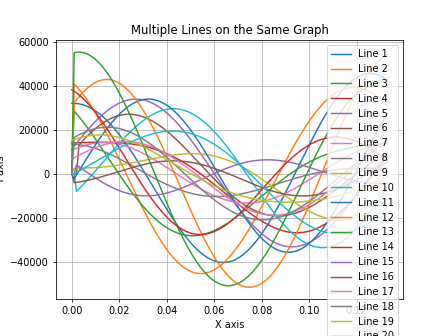 Multiple Lines on the Same Graph
60000
40000
20000
0
−20000
−40000
0.00
0.02
0.04
0.06
0.08
0.10
X axis
Line 1
Line 2
Line 3
Line 4
Line 5
Line 6
Line 7
Line 8
Line 9
Line 10
Line 11
Line 12
Line 13
Line 14
Line 15
Line 16
Line 17
Line 18
Line 19
Line 20